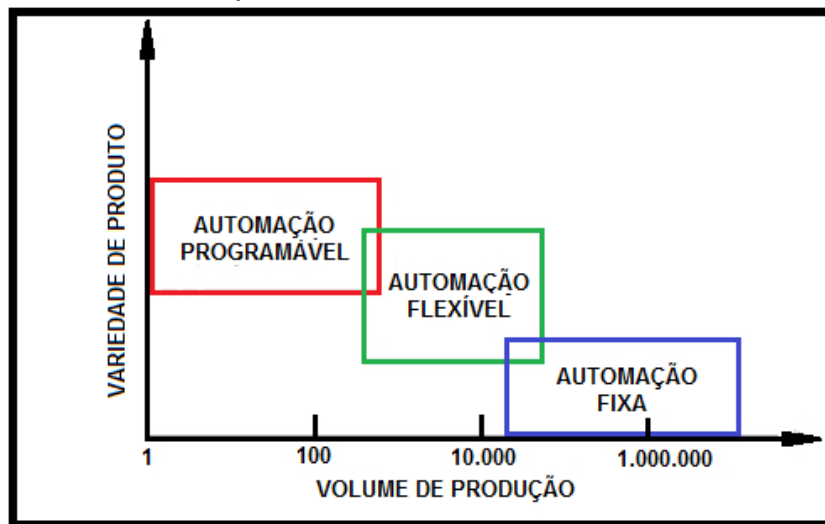 VARIEDADE DE PRODUTO
AUTOMAÇÃO
PROGRAMÁVEL
AUTOMAÇÃO
FLEXÍVEL
AUTOMAÇÃO
FIXA
1
100
10.000
1.000.000
VOLUME DE PRODUÇÃO